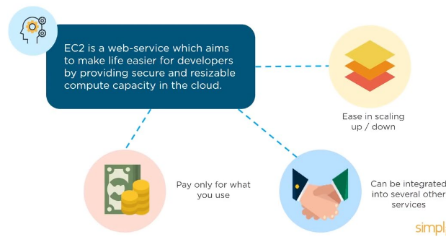 EC2 is a web-service which aims
to make life easier for developers
by providing secure and resizable
compute capacity in the cloud.
Ease in scaling
up / down
Pay only for what
you use
Can be integrated
into several other
services
simpl